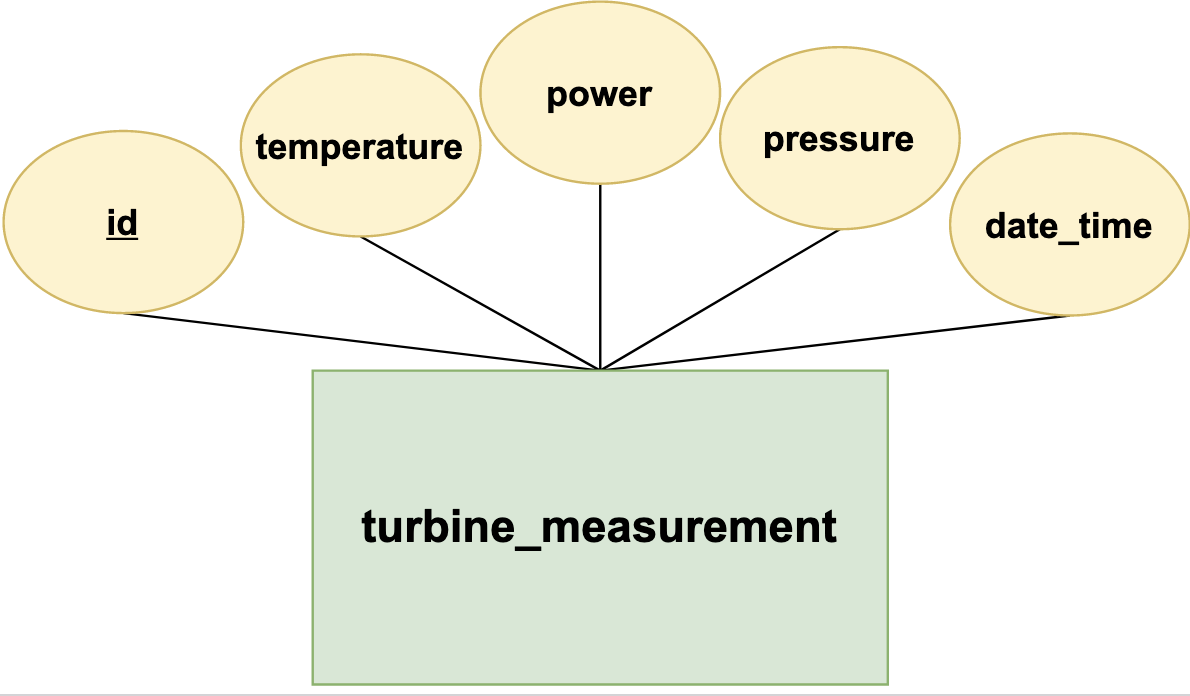 id
temperature
power
pressure
date_time
turbine_measurement